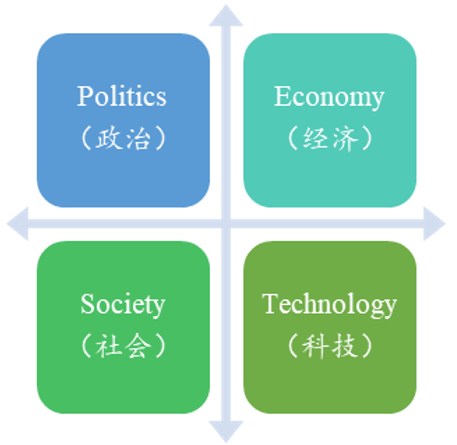 Politics
（政治）
Economy
（经济）
Society
（社会）
Technology
（科技）